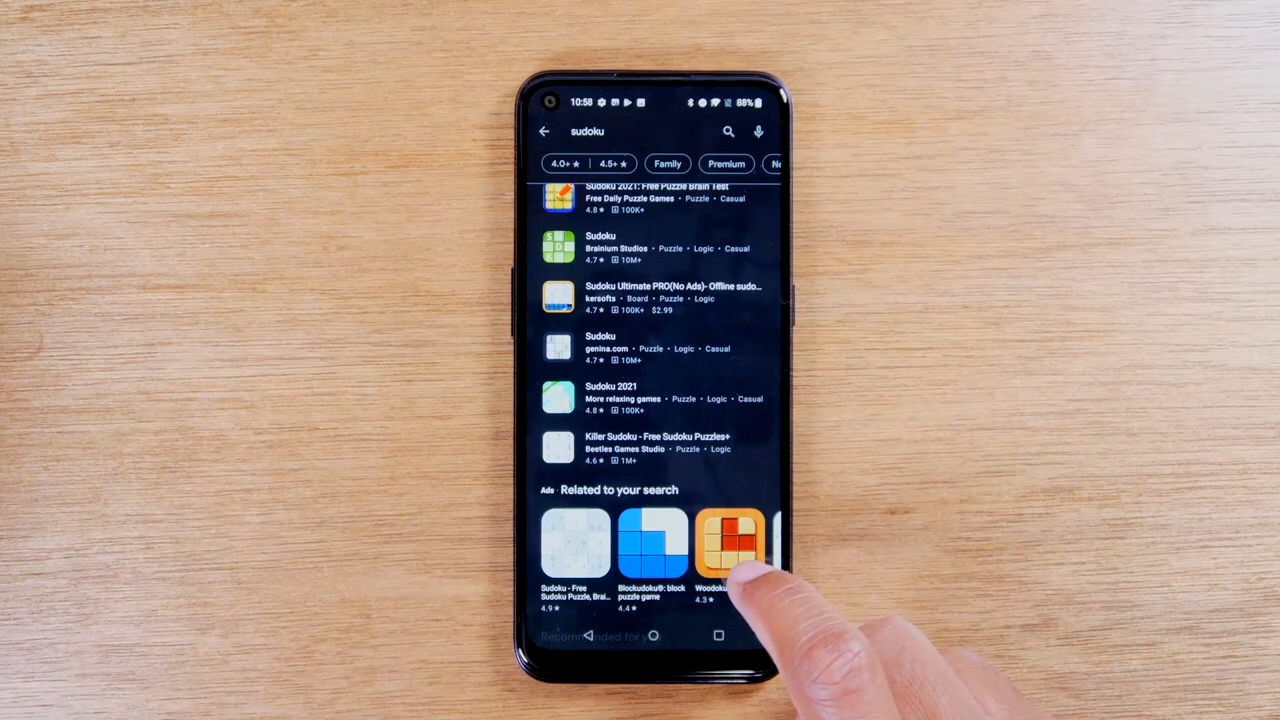 10:58 88%
sudoku
4.0+ ★ 4.5+ ★ Family Premium
Sudoku 2021: Free Puzzle Brain Test
Free Daily Puzzle Games • Puzzle • Casual
4.8 ★ 100K+
Sudoku
Brainium Studios • Puzzle • Logic • Casual
4.7 ★ 10M+
Sudoku Ultimate PRO(No Ads)- Offline sudo...
kersofts • Board • Puzzle • Logic
4.7 ★ 100K+ $2.99
Sudoku
genina.com • Puzzle • Logic • Casual
4.7 ★ 10M+
Sudoku 2021
More relaxing games • Puzzle • Logic • Casual
4.8 ★ 100K+
Killer Sudoku - Free Sudoku Puzzles+
Beetles Games Studio • Puzzle • Logic
4.6 ★ 1M+
Ads · Related to your search
Sudoku - Free
Sudoku Puzzle, Brai...
4.9 ★
Blockudoku®: block
puzzle game
4.4 ★
Woodoku
4.3 ★
Recommended for